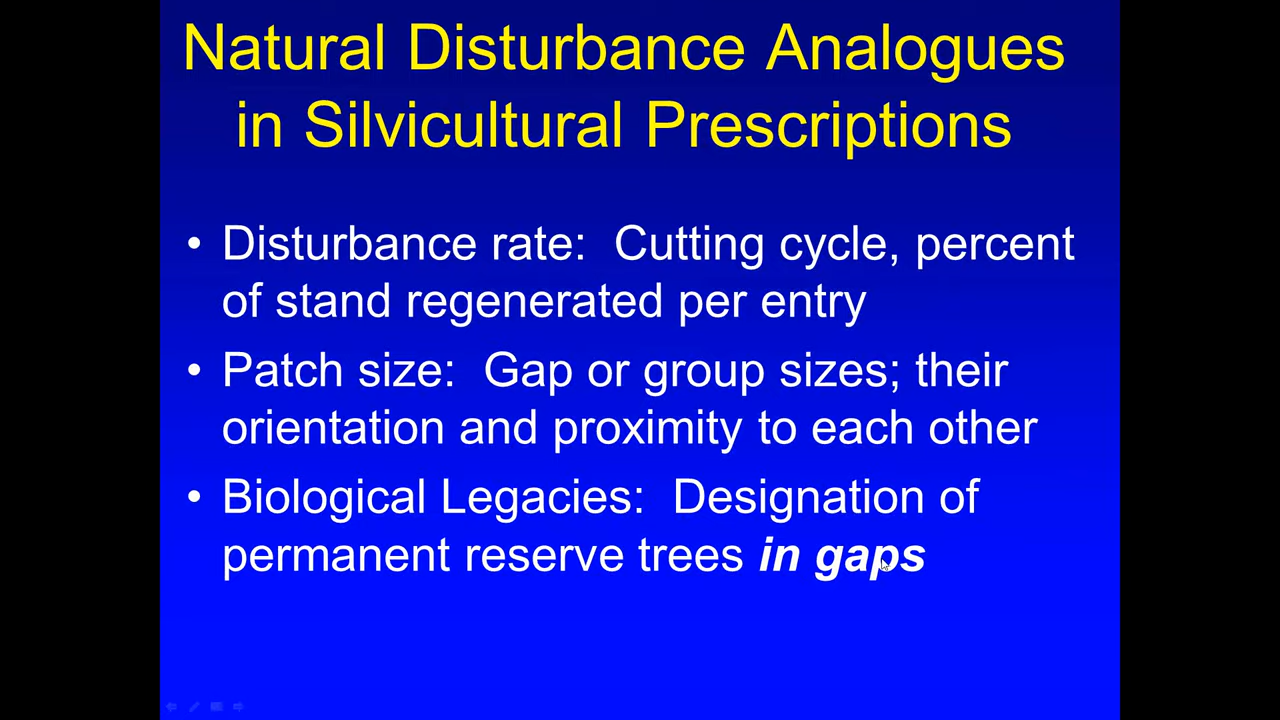 Natural Disturbance Analogues
in Silvicultural Prescriptions
• Disturbance rate:  Cutting cycle, percent
of stand regenerated per entry
• Patch size:  Gap or group sizes; their
orientation and proximity to each other
• Biological Legacies:  Designation of
permanent reserve trees in gaps